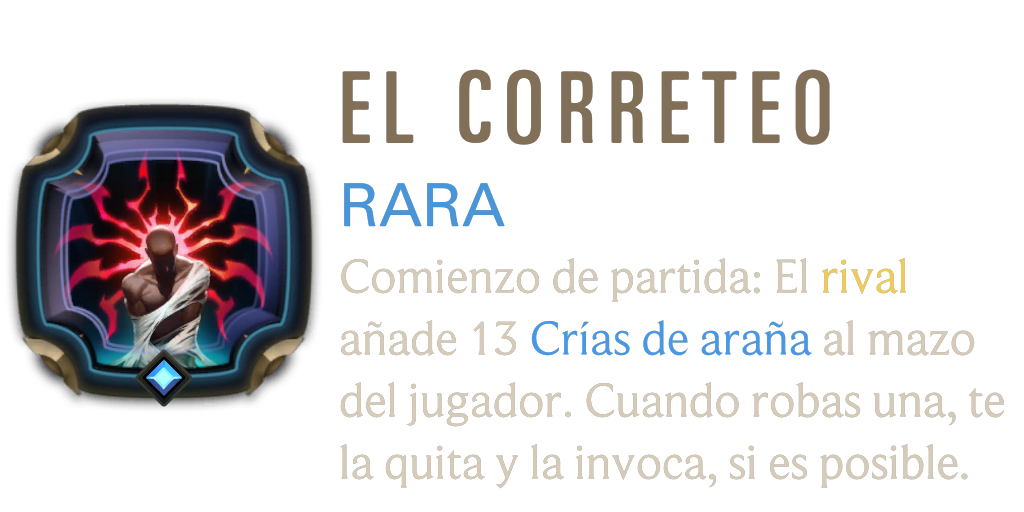 EL CORRETEO
RARA
Comienzo de partida: El rival
añade 13 Crías de araña al mazo
del jugador. Cuando robas una, te
la quita y la invoca, si es posible.